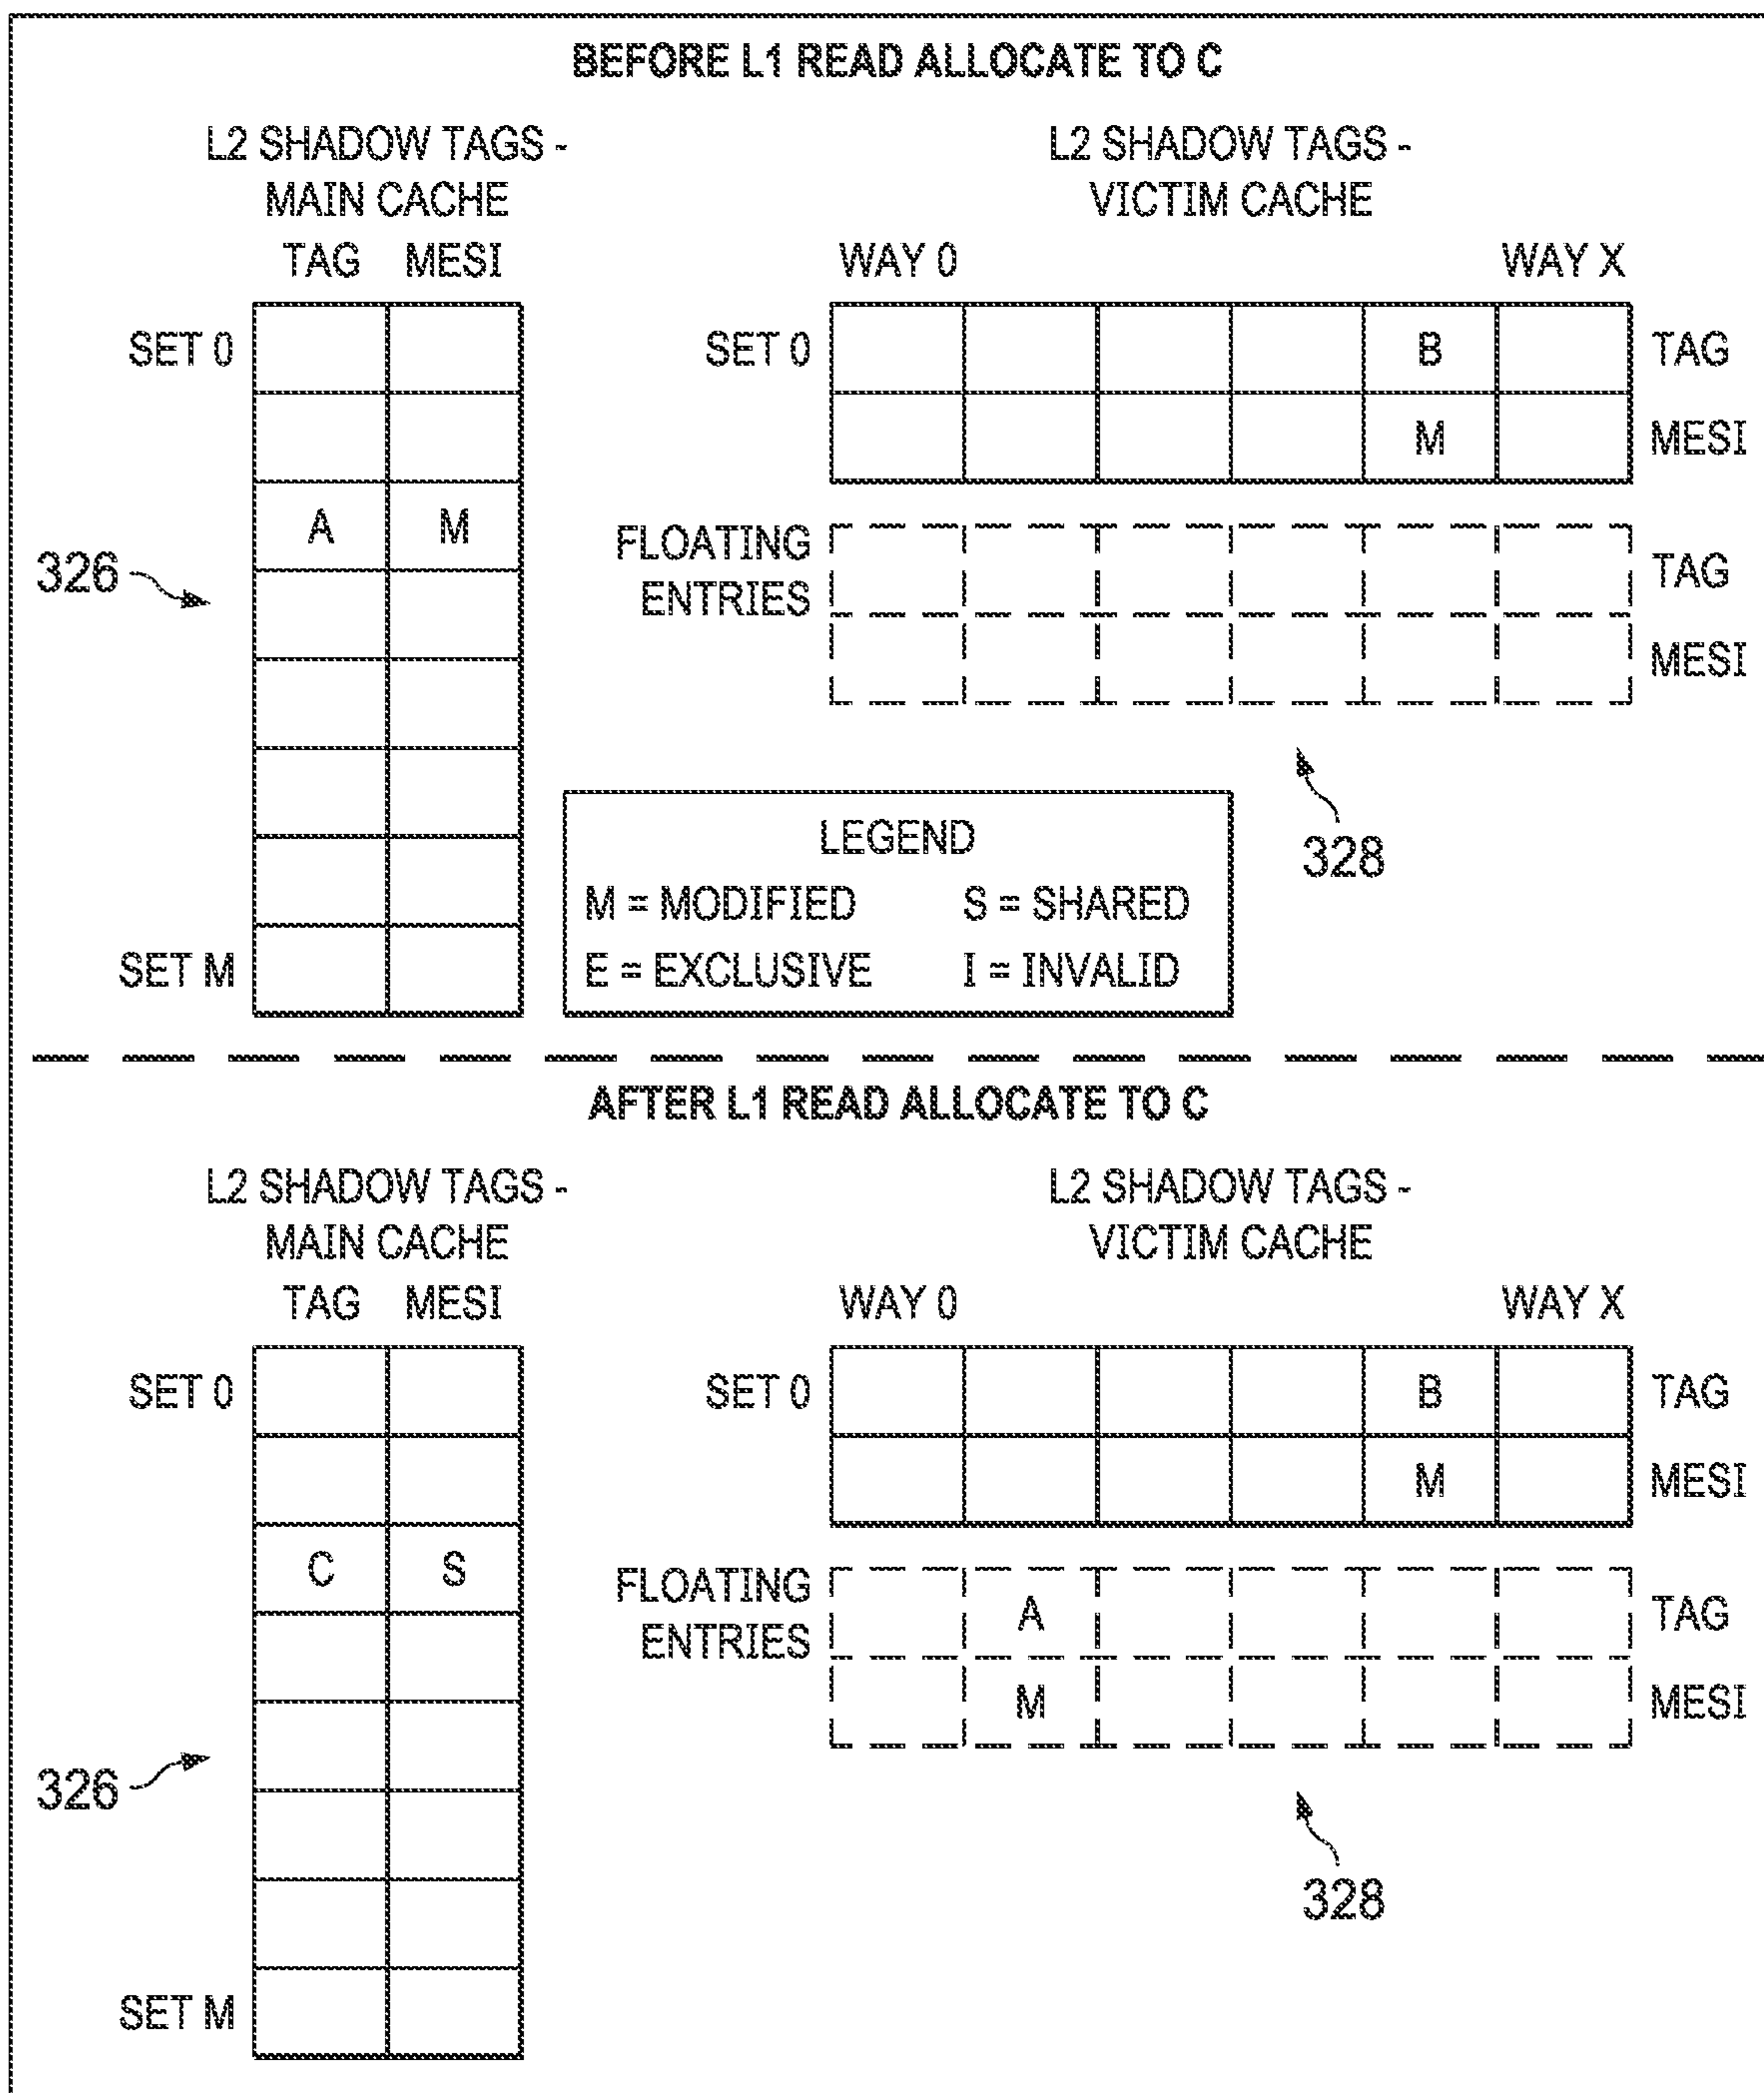 BEFORE L1 READ ALLOCATE TO C
L2 SHADOW TAGS -
MAIN CACHE
TAG MESI
L2 SHADOW TAGS -
VICTIM CACHE
WAY 0 WAY X
SET 0
SET 0 B TAG
M MESI
A M
326
FLOATING
ENTRIES
TAG
MESI
328
LEGEND
M = MODIFIED S = SHARED
E = EXCLUSIVE I = INVALID
SET M
AFTER L1 READ ALLOCATE TO C
L2 SHADOW TAGS -
MAIN CACHE
TAG MESI
L2 SHADOW TAGS -
VICTIM CACHE
WAY 0 WAY X
SET 0
SET 0 B TAG
M MESI
C S
326
FLOATING
ENTRIES
A TAG
M MESI
328
SET M